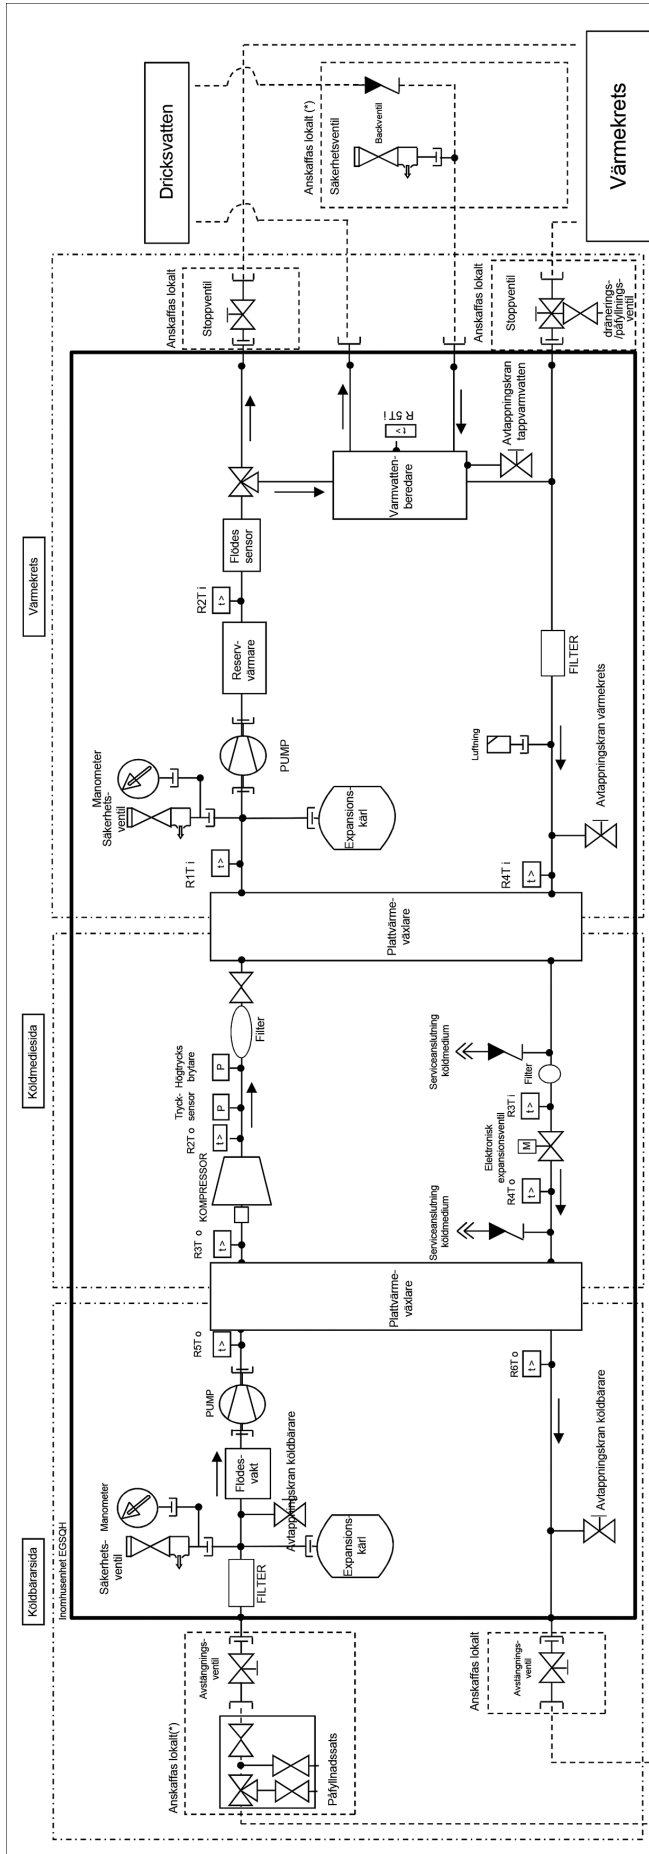 Dricksvatten
Värmekrets
Anskaffas lokalt (*)
Säkerhetsventil
Backventil
Anskaffas lokalt
Stoppventil
Anskaffas lokalt
Stoppventil
dränerings-
/påfyllnings-
ventil
Värmekrets
R 5T i
t >
Varmvatten-
beredare
Avtappningskran
tappvarmvatten
Flödes
sensor
R2T i
t >
Reserv-
värmare
PUMP
Manometer
Säkerhets-
ventil
Expansions-
kärl
R1T i
t >
FILTER
Luftning
Avtappningskran värmekrets
R4T i
t >
Plattvärme-
växlare
Köldmediesida
Filter
Högtrycks
brytare
P
Tryck-
sensor
P
R2T o
t >
KOMPRESSOR
R3T o
t >
Serviceanslutning
köldmedium
Filter
R3T i
t >
Elektronisk
expansionsventil
M
R4T o
t >
Serviceanslutning
köldmedium
Plattvärme-
växlare
Köldbärarsida
Inomhusenhet EGSQH
R5T o
t >
PUMP
Flödes-
vakt
Avtappningskran köldbärare
Manometer
Säkerhets-
ventil
Expansions-
kärl
FILTER
R6T o
t >
Avtappningskran köldbärare
Avstängnings-
ventil
Anskaffas lokalt(*)
Påfyllnadssats
Anskaffas lokalt
Avstängnings-
ventil